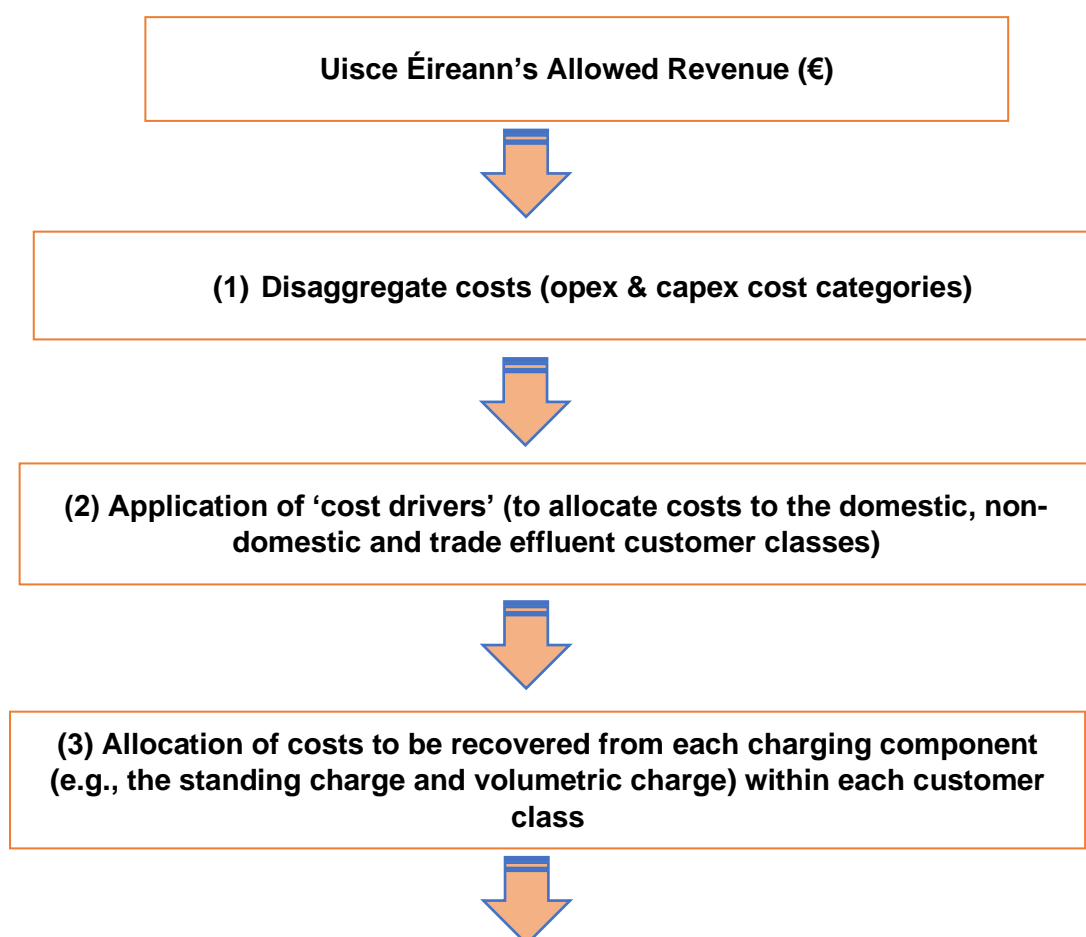 Uisce Éireann’s Allowed Revenue (€)
(1) Disaggregate costs (opex & capex cost categories)
(2) Application of ‘cost drivers’ (to allocate costs to the domestic, non-
domestic and trade effluent customer classes)
(3) Allocation of costs to be recovered from each charging component
(e.g., the standing charge and volumetric charge) within each customer
class